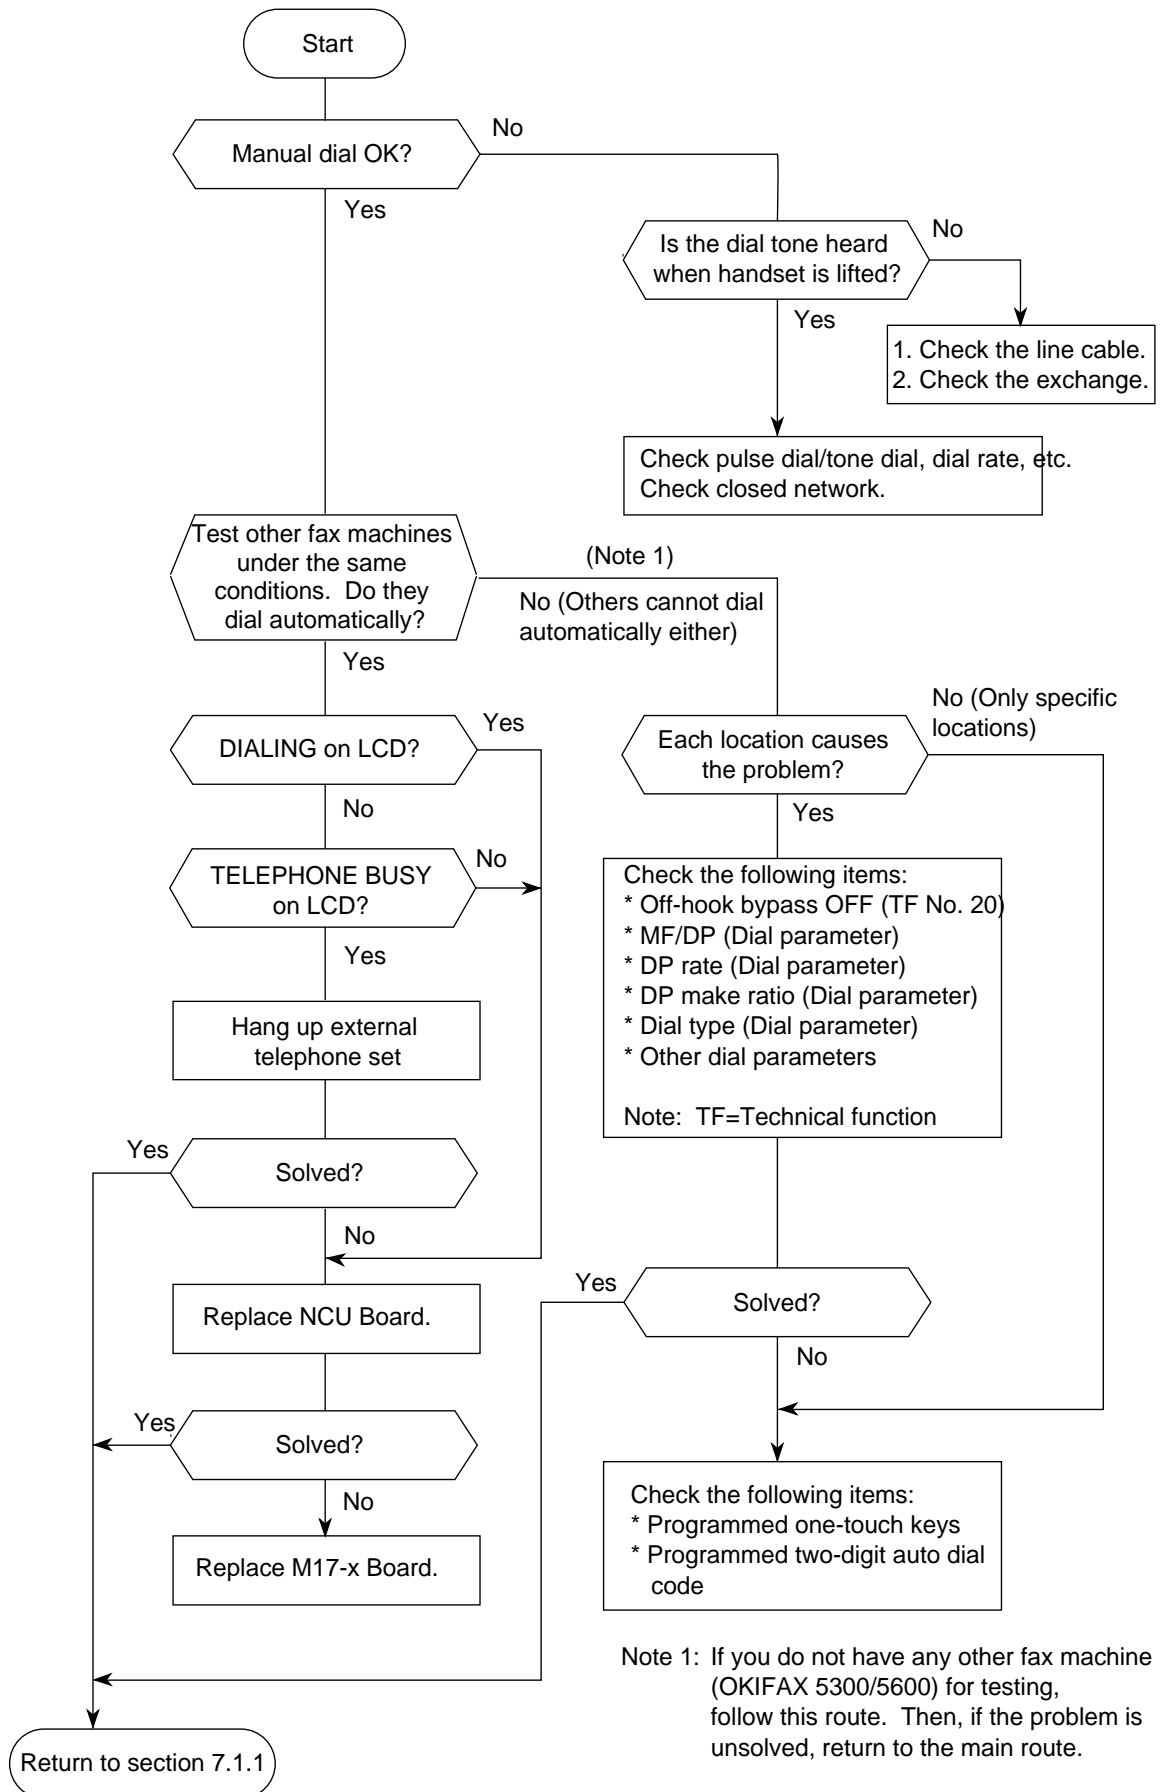 Start
Manual dial OK?
No
Yes
Is the dial tone heard
when handset is lifted?
No
Yes
1. Check the line cable.
2. Check the exchange.
Check pulse dial/tone dial, dial rate, etc.
Check closed network.
Test other fax machines
under the same
conditions.  Do they
dial automatically?
(Note 1)
No (Others cannot dial
automatically either)
Yes
DIALING on LCD?
Yes
No
Each location causes
the problem?
No (Only specific
locations)
Yes
TELEPHONE BUSY
on LCD?
No
Yes
Check the following items:
* Off-hook bypass OFF (TF No. 20)
* MF/DP (Dial parameter)
* DP rate (Dial parameter)
* DP make ratio (Dial parameter)
* Dial type (Dial parameter)
* Other dial parameters
Note:  TF=Technical function
Hang up external
telephone set
Yes
Solved?
No
Replace NCU Board.
Yes
Solved?
No
Yes
Solved?
No
Replace M17-x Board.
Check the following items:
* Programmed one-touch keys
* Programmed two-digit auto dial
code
Note 1:  If you do not have any other fax machine
(OKIFAX 5300/5600) for testing,
follow this route.  Then, if the problem is
unsolved, return to the main route.
Return to section 7.1.1